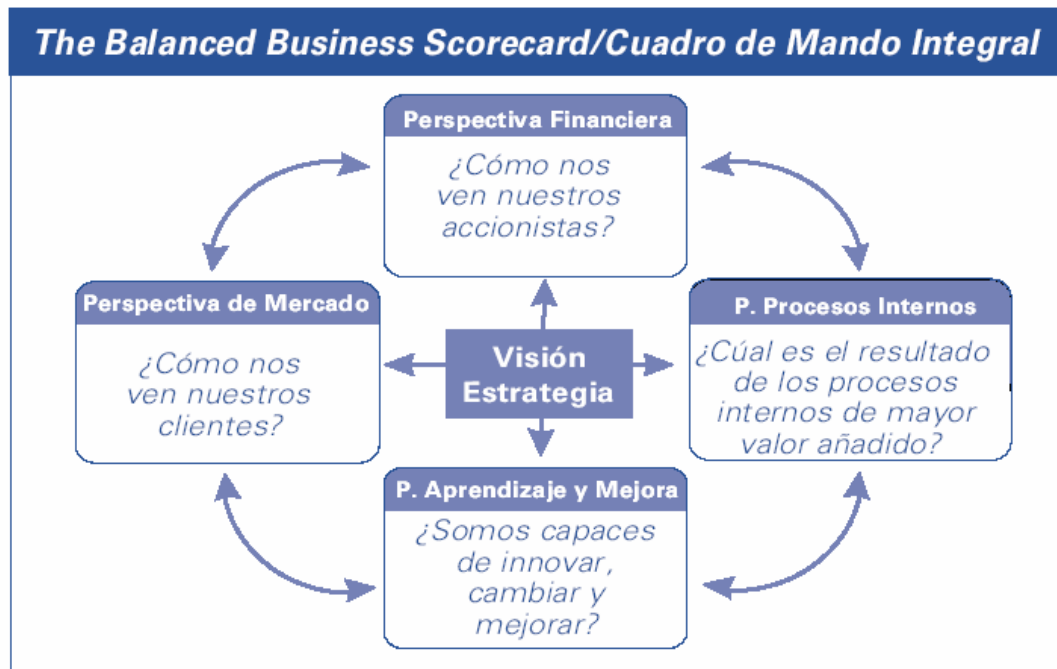 The Balanced Business Scorecard/Cuadro de Mando Integral
Perspectiva Financiera
¿Cómo nos
ven nuestros
accionistas?
Perspectiva de Mercado
¿Cómo nos
ven nuestros
clientes?
Visión
Estrategia
P. Procesos Internos
¿Cúal es el resultado
de los procesos
internos de mayor
valor añadido?
P. Aprendizaje y Mejora
¿Somos capaces
de innovar,
cambiar y
mejorar?